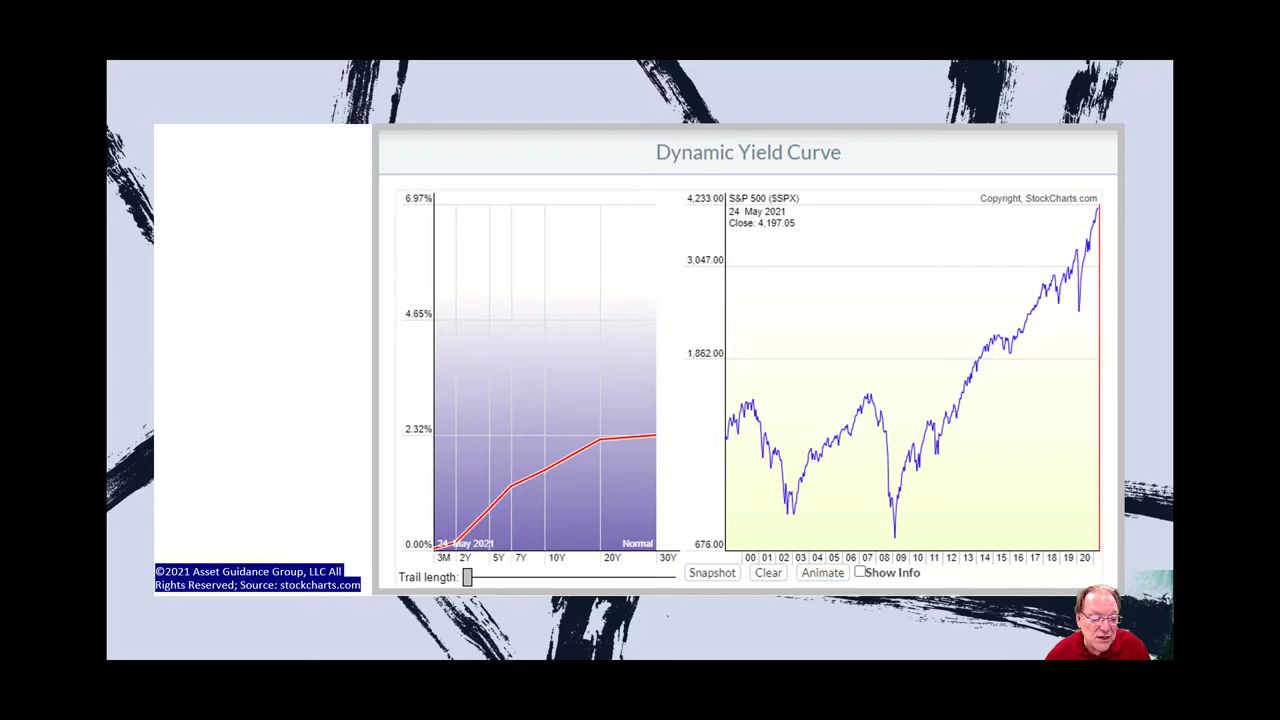 Dynamic Yield Curve
6.97%
4.65%
2.32%
0.00%
24 May 2021
Normal
3M 2Y 5Y 7Y 10Y 20Y 30Y
Trail length:
4,233.00
3,047.00
1,862.00
676.00
S&P 500 ($SPX)
24 May 2021
Close: 4,197.05
Copyright, StockCharts.com
00 01 02 03 04 05 06 07 08 09 10 11 12 13 14 15 16 17 18 19 20
Snapshot Clear Animate Show Info
©2021 Asset Guidance Group, LLC All
Rights Reserved; Source: stockcharts.com